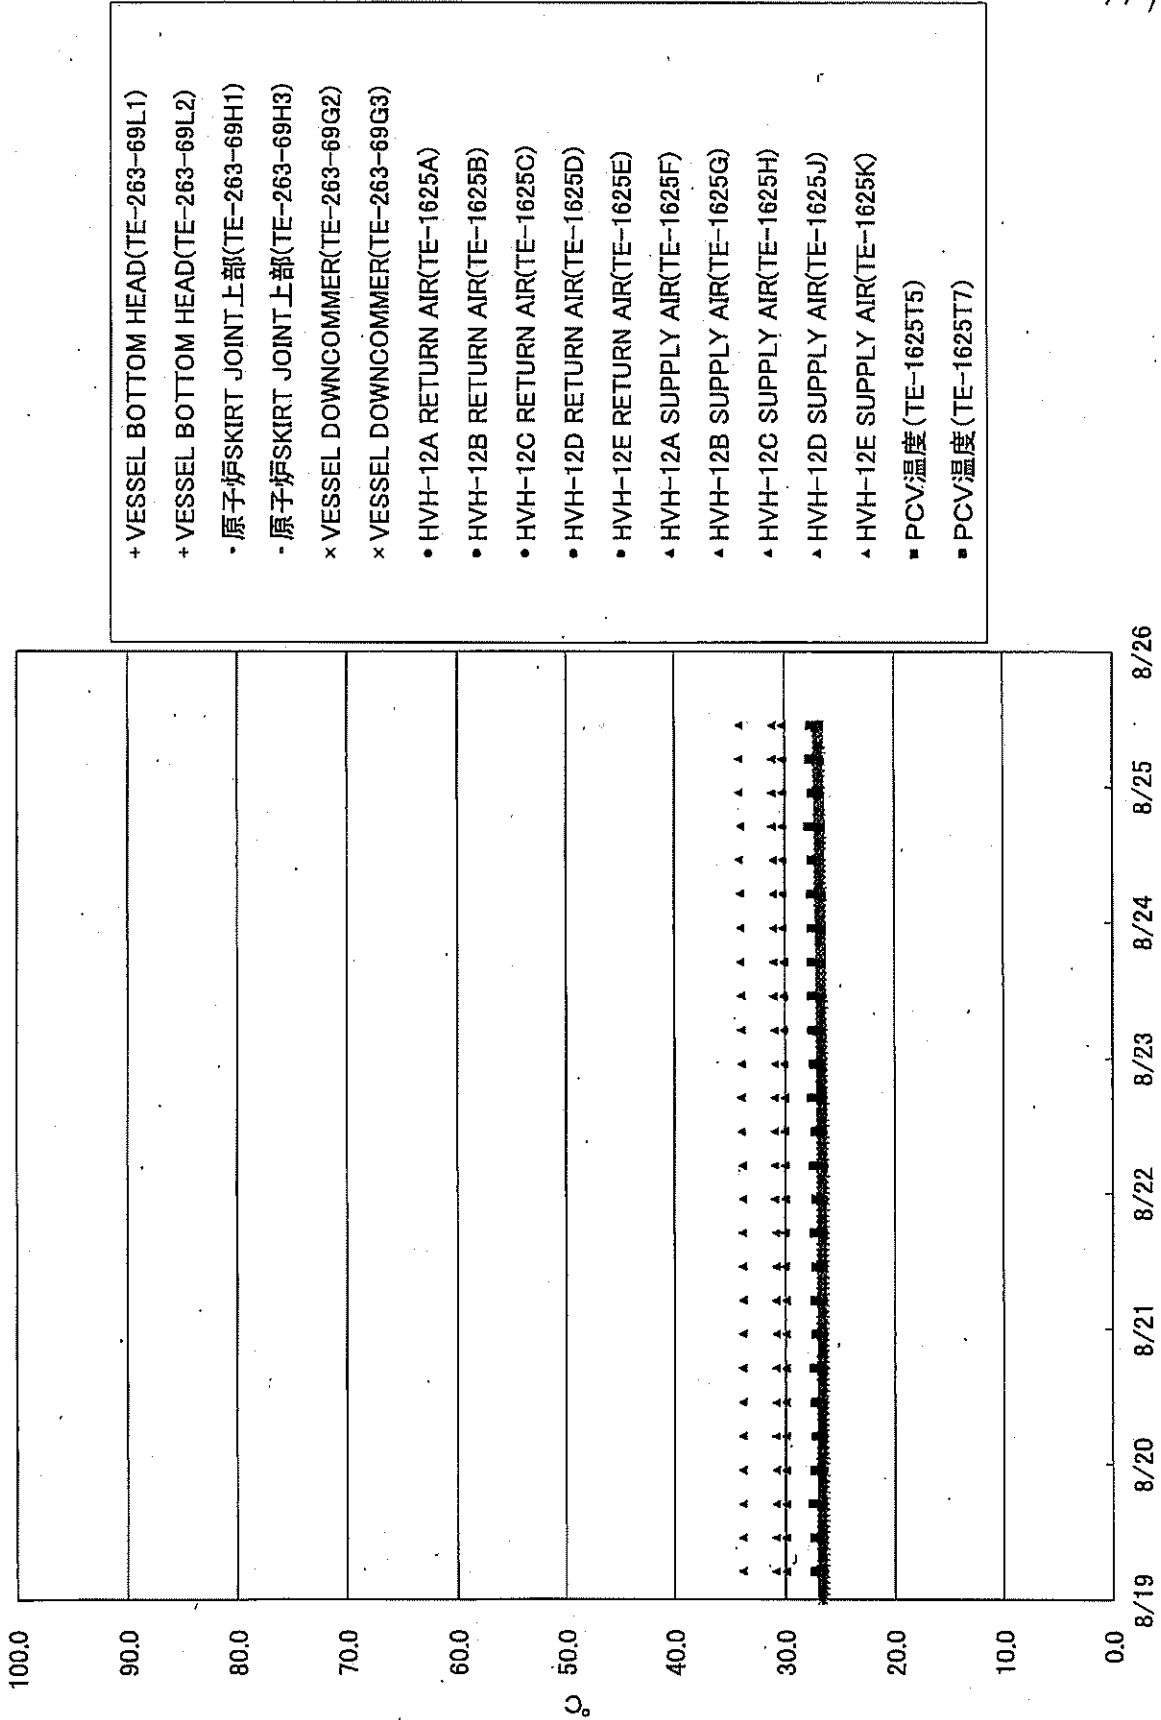 + VESSEL BOTTOM HEAD(TE-263-69L1)
+ VESSEL BOTTOM HEAD(TE-263-69L2)
- 原子炉SKIRT JOINT上部(TE-263-69H1)
- 原子炉SKIRT JOINT上部(TE-263-69H3)
× VESSEL DOWNCOMMER(TE-263-69G2)
× VESSEL DOWNCOMMER(TE-263-69G3)
● HVH-12A RETURN AIR(TE-1625A)
● HVH-12B RETURN AIR(TE-1625B)
● HVH-12C RETURN AIR(TE-1625C)
● HVH-12D RETURN AIR(TE-1625D)
● HVH-12E RETURN AIR(TE-1625E)
▲ HVH-12A SUPPLY AIR(TE-1625F)
▲ HVH-12B SUPPLY AIR(TE-1625G)
▲ HVH-12C SUPPLY AIR(TE-1625H)
▲ HVH-12D SUPPLY AIR(TE-1625J)
▲ HVH-12E SUPPLY AIR(TE-1625K)
■ PCV温度(TE-1625T5)
■ PCV温度(TE-1625T7)
100.0
90.0
80.0
70.0
60.0
50.0
40.0
30.0
20.0
10.0
0.0
℃
8/19
8/20
8/21
8/22
8/23
8/24
8/25
8/26